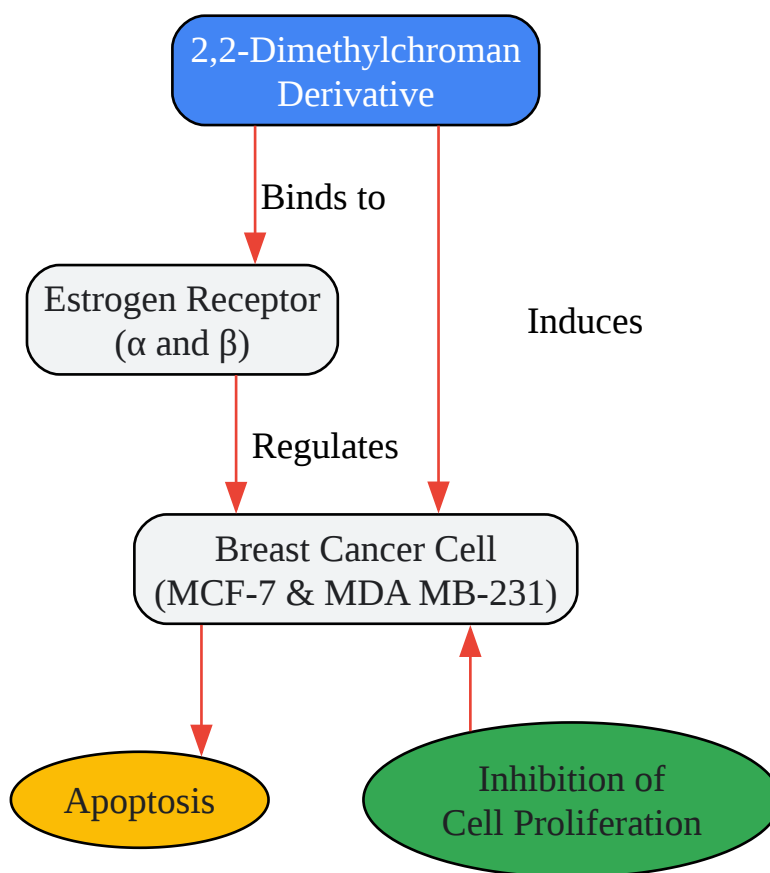 2,2-Dimethylchroman
Derivative
Binds to
Estrogen Receptor
(α and β)
Induces
Regulates
Breast Cancer Cell
(MCF-7 & MDA MB-231)
Apoptosis
Inhibition of
Cell Proliferation